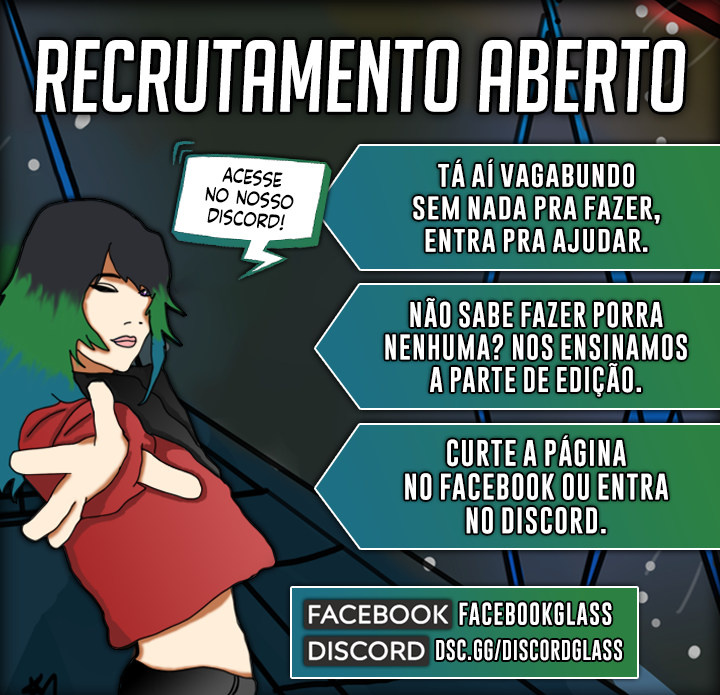 RECRUTAMENTO ABERTO
ACESSE
NO NOSSO
DISCORD!
TÁ AÍ VAGABUNDO
SEM NADA PRA FAZER,
ENTRA PRA AJUDAR.
NÃO SABE FAZER PORRA
NENHUMA? NOS ENSINAMOS
A PARTE DE EDIÇÃO.
CURTE A PÁGINA
NO FACEBOOK OU ENTRA
NO DISCORD.
FACEBOOK FACEBOOKGLASS
DISCORD DSC.GG/DISCORDGLASS